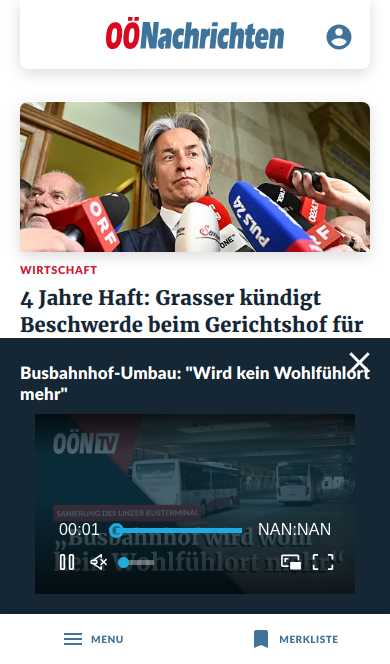 OÖNachrichten
ORF
PULS 24
ONE
WIRTSCHAFT
4 Jahre Haft: Grasser kündigt
Beschwerde beim Gerichtshof für
Busbahnhof-Umbau: "Wird kein Wohlfühlort
mehr"
OÖN TV
SANIERUNG DES LINZER BUSTERMINAL
00:01
NAN:NAN
„Busbahnhof wird wohl
kein Wohlfühlort mehr“
MENU
MERKLISTE